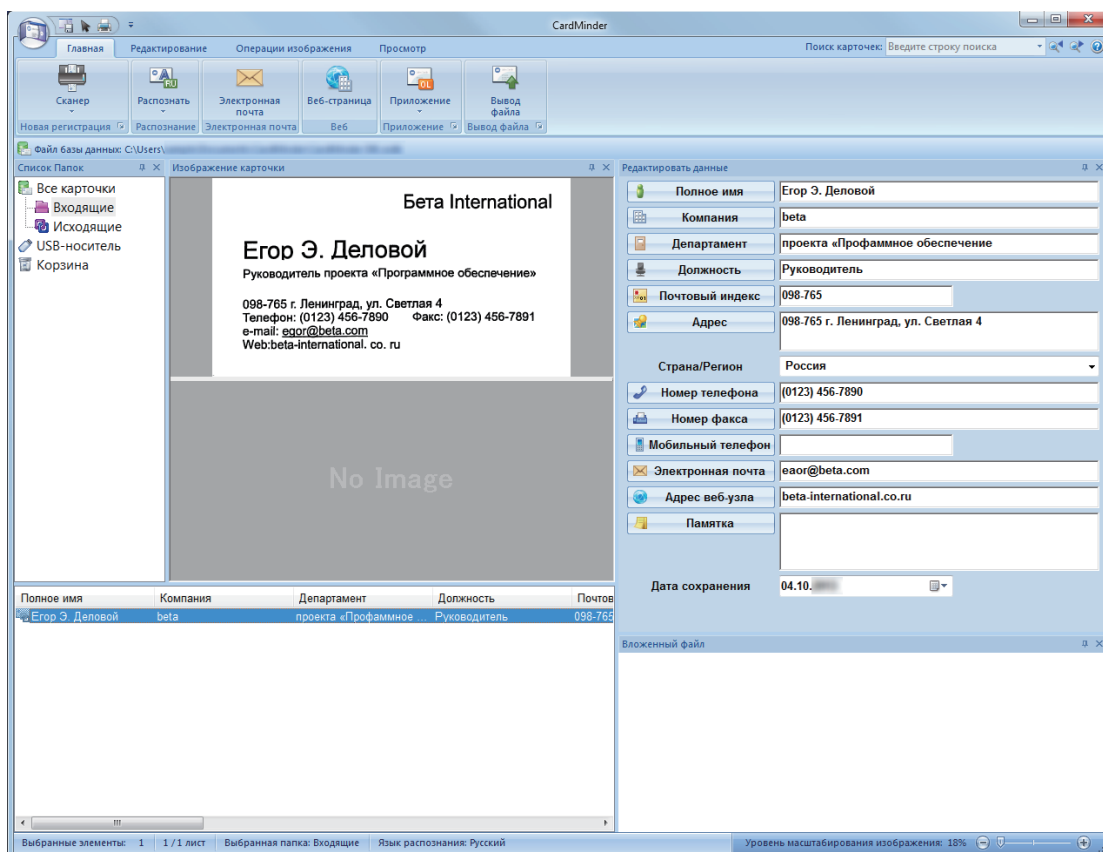 CardMinder
Главная Редактирование Операции изображения Просмотр Поиск карточек: Введите строку поиска
Сканер Распознать Электронная почта Веб-страница Приложение Вывод файла
Новая регистрация Распознание Электронная почта Веб Приложение Вывод файла
Файл базы данных: C:\Users\
Список Папок
Все карточки
Входящие
Исходящие
USB-носитель
Корзина
Изображение карточки
Бета International
Егор Э. Деловой
Руководитель проекта «Программное обеспечение»
098-765 г. Ленинград, ул. Светлая 4
Телефон: (0123) 456-7890 Факс: (0123) 456-7891
e-mail: egor@beta.com
Web:beta-international. co. ru
No Image
Редактировать данные
Полное имя Егор Э. Деловой
Компания beta
Департамент проекта «Профаммное обеспечение
Должность Руководитель
Почтовый индекс 098-765
Адрес 098-765 г. Ленинград, ул. Светлая 4
Страна/Регион Россия
Номер телефона (0123) 456-7890
Номер факса (0123) 456-7891
Мобильный телефон
Электронная почта eaor@beta.com
Адрес веб-узла beta-international.co.ru
Памятка
Дата сохранения 04.10.
Полное имя Компания Департамент Должность Почтов
Егор Э. Деловой beta проекта «Профаммное ... Руководитель 098-765
Вложенный файл
Выбранные элементы: 1 1 / 1 лист Выбранная папка: Входящие Язык распознания: Русский Уровень масштабирования изображения: 18%